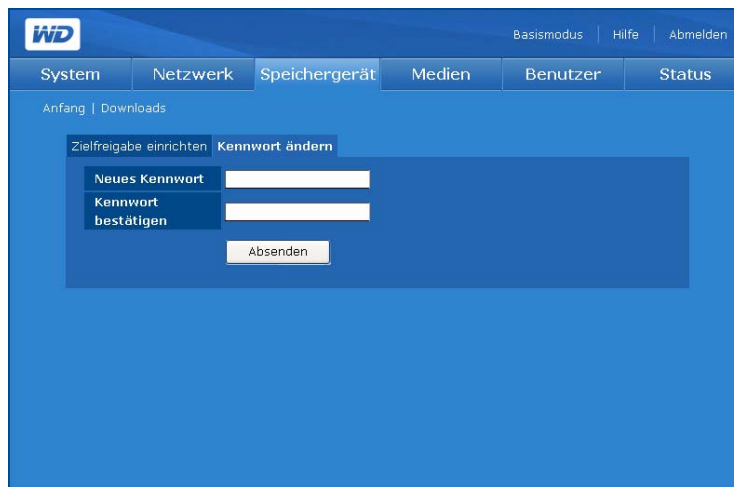 WD
Basismodus | Hilfe | Abmelden
System Netzwerk Speichergerät Medien Benutzer Status
Anfang | Downloads
Zielfreigabe einrichten Kennwort ändern
Neues Kennwort
Kennwort
bestätigen
Absenden